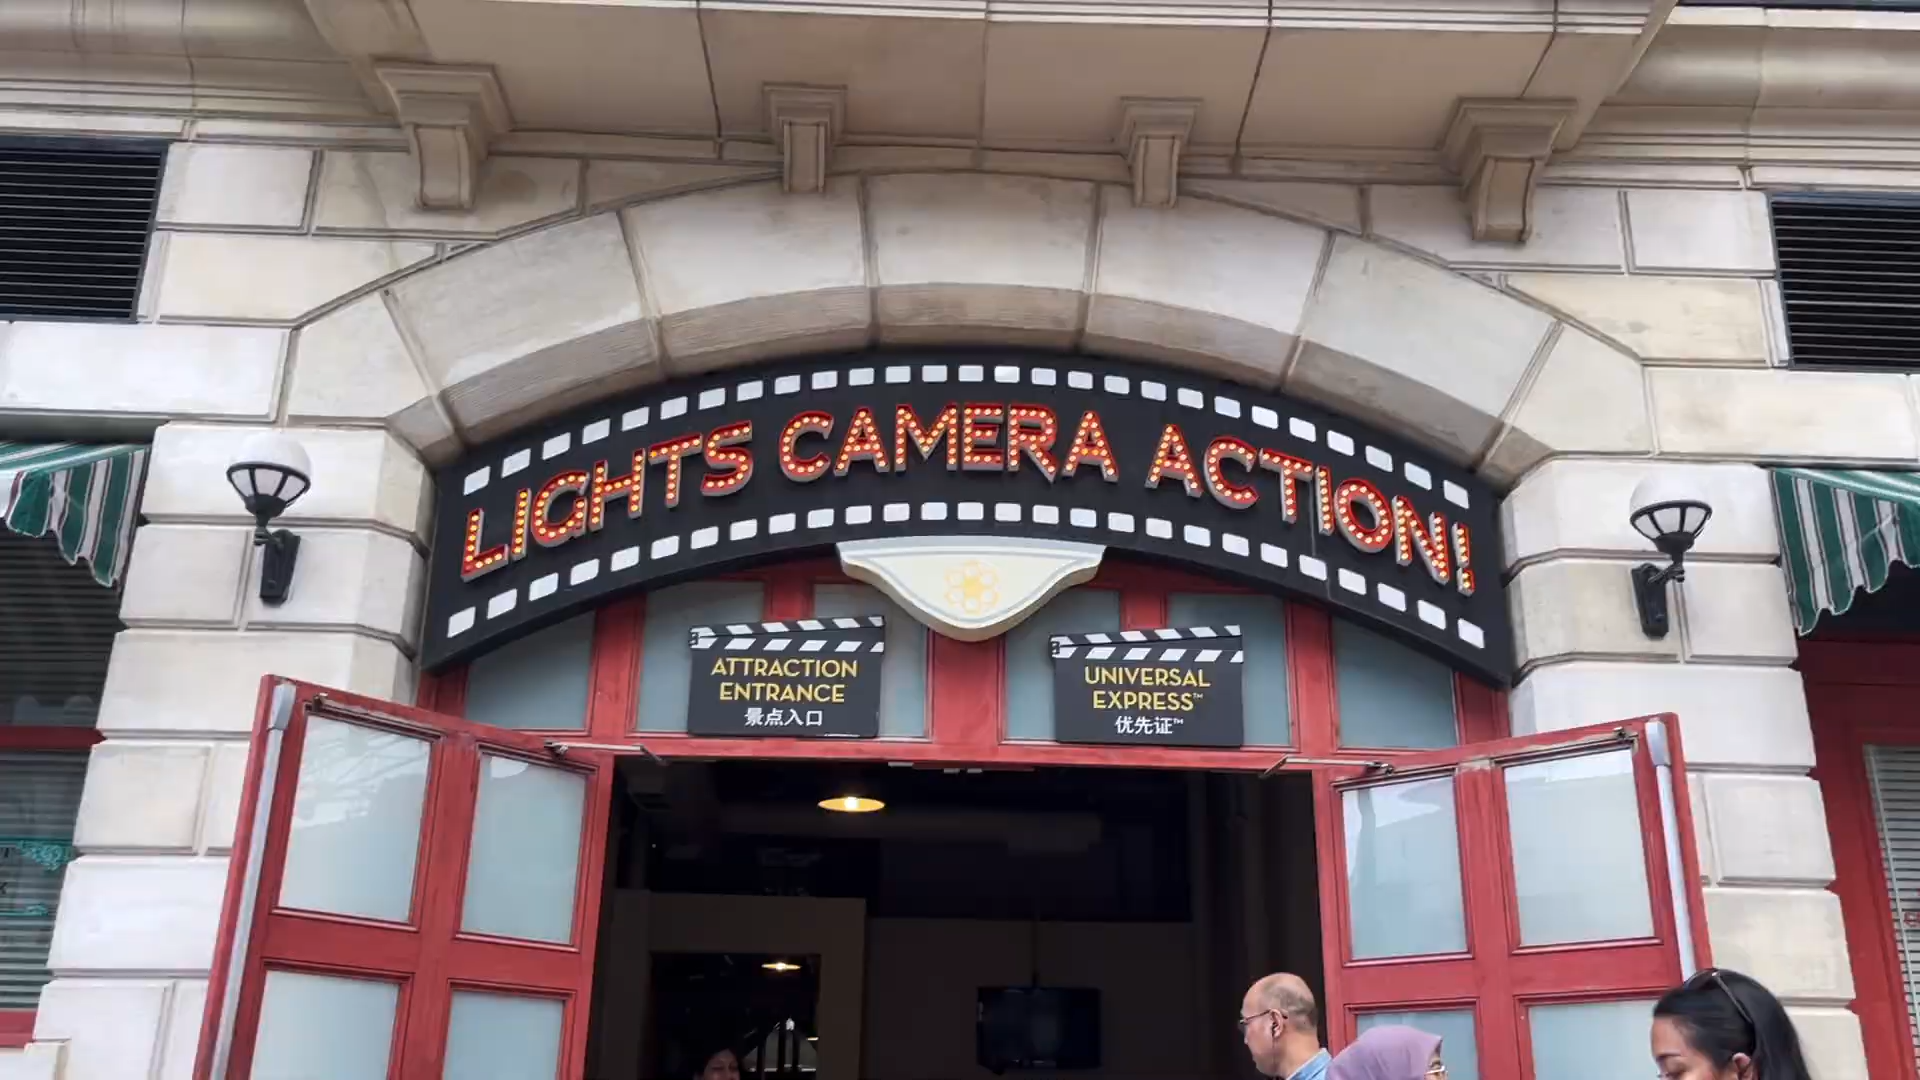 LIGHTS CAMERA ACTION!
ATTRACTION
ENTRANCE
景点入口
UNIVERSAL
EXPRESS™
优先证™